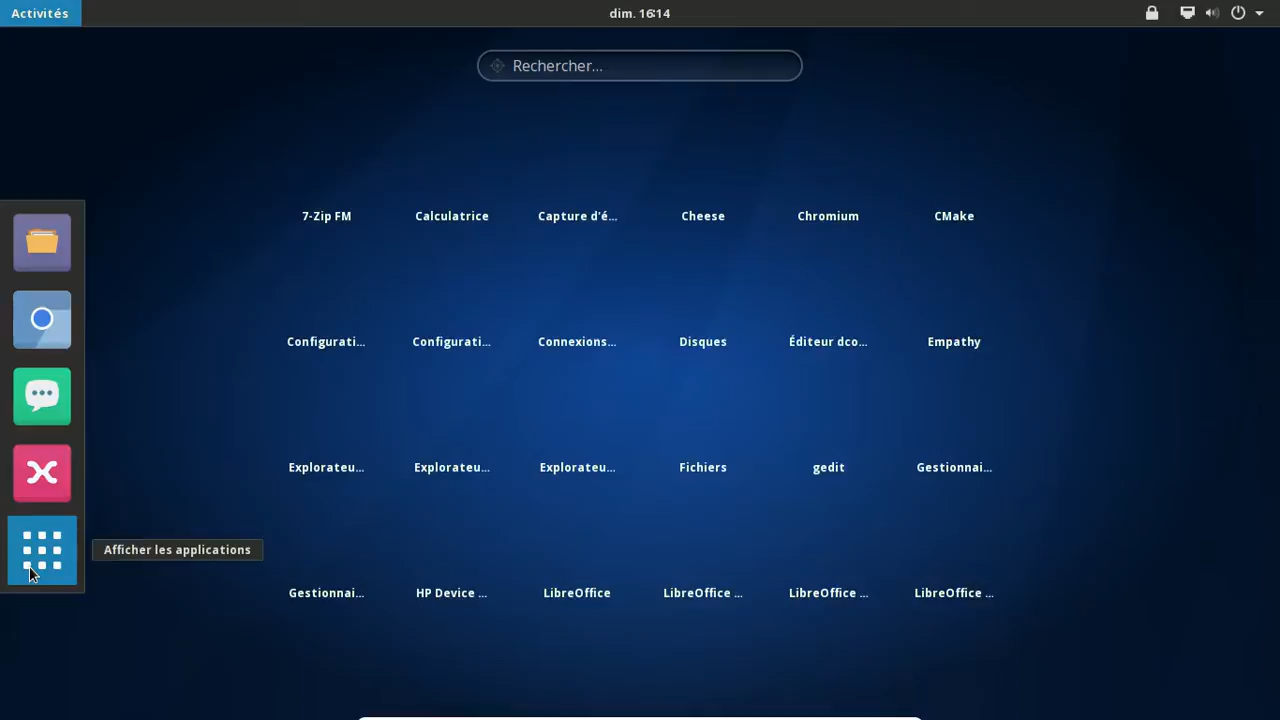 Activités
dim. 16:14
Rechercher...
7-Zip FM
Calculatrice
Capture d'é...
Cheese
Chromium
CMake
Configurati...
Configurati...
Connexions...
Disques
Éditeur dco...
Empathy
Explorateu...
Explorateu...
Explorateu...
Fichiers
gedit
Gestionnai...
Afficher les applications
Gestionnai...
HP Device ...
LibreOffice
LibreOffice ...
LibreOffice ...
LibreOffice ...